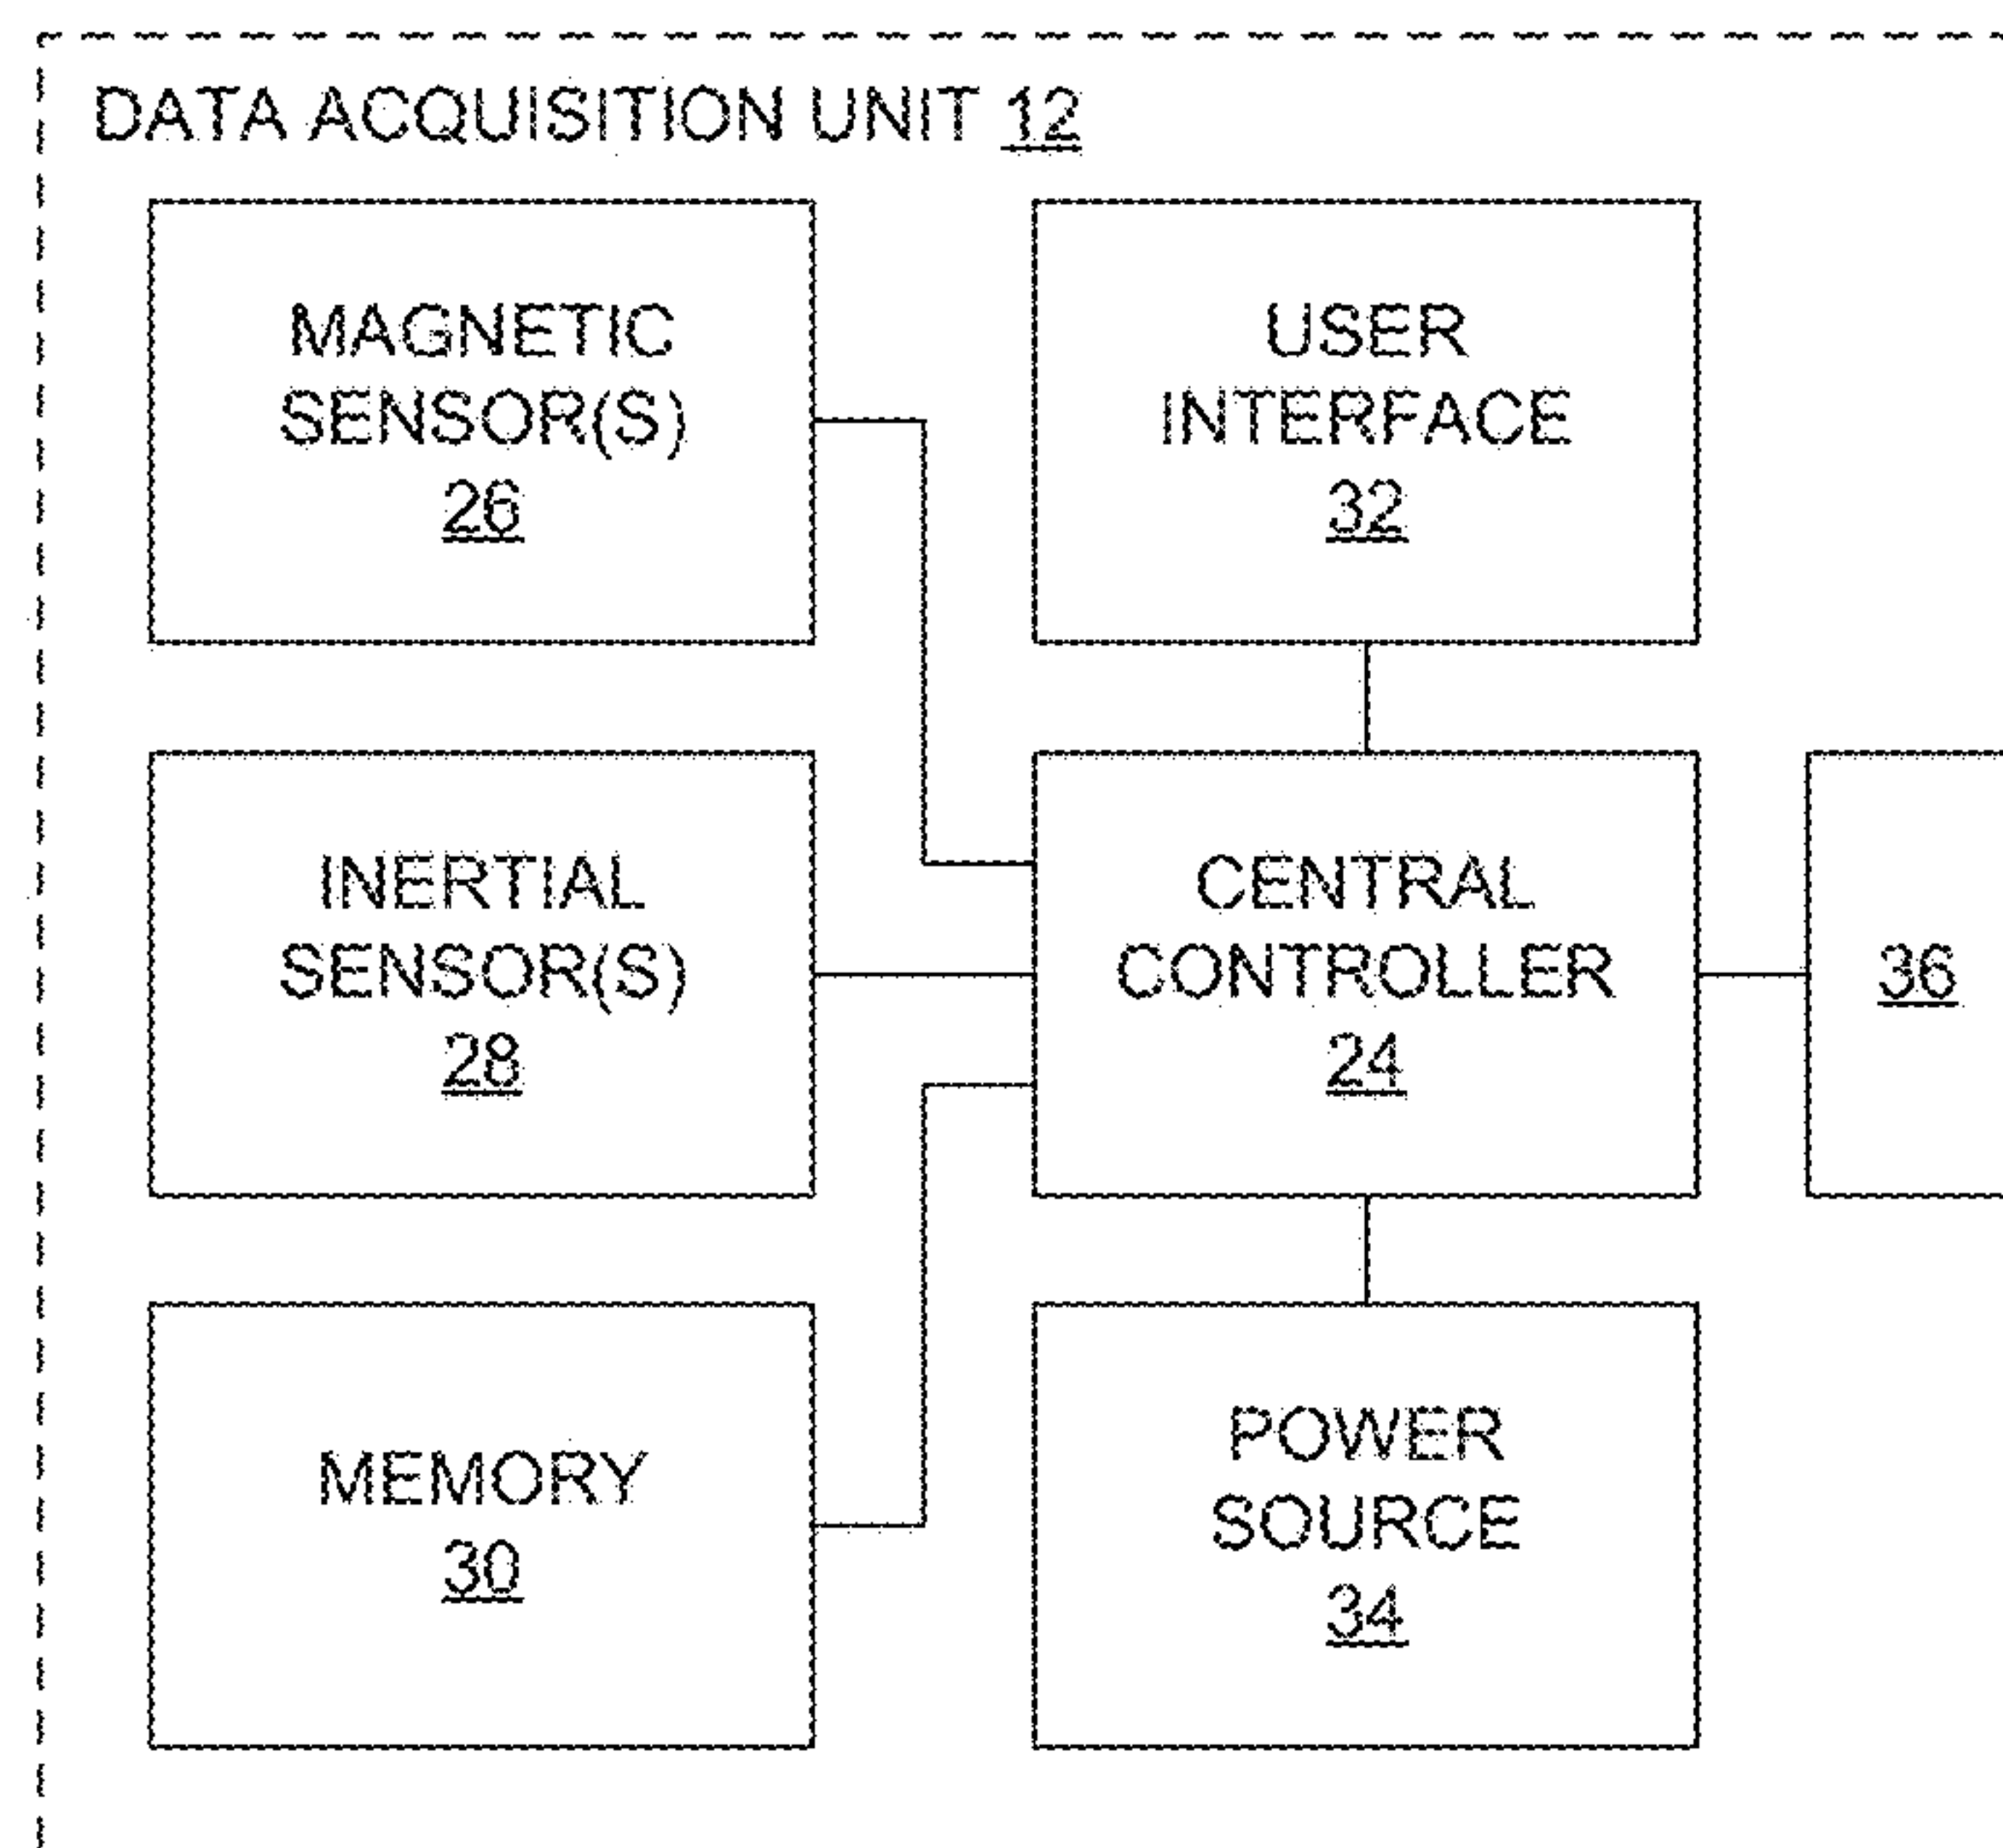 DATA ACQUISITION UNIT 12
MAGNETIC
SENSOR(S)
26
USER
INTERFACE
32
INERTIAL
SENSOR(S)
28
CENTRAL
CONTROLLER
24
36
MEMORY
30
POWER
SOURCE
34